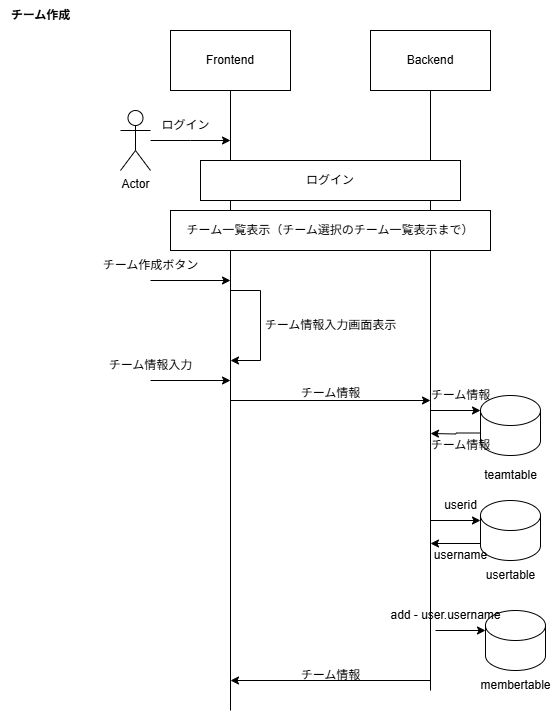 チーム作成
Frontend
Backend
ログイン
Actor
ログイン
チーム一覧表示（チーム選択のチーム一覧表示まで）
チーム作成ボタン
チーム情報入力画面表示
チーム情報入力
チーム情報
チーム情報
チーム情報
teamtable
userid
username
usertable
add - user.username
membertable
チーム情報